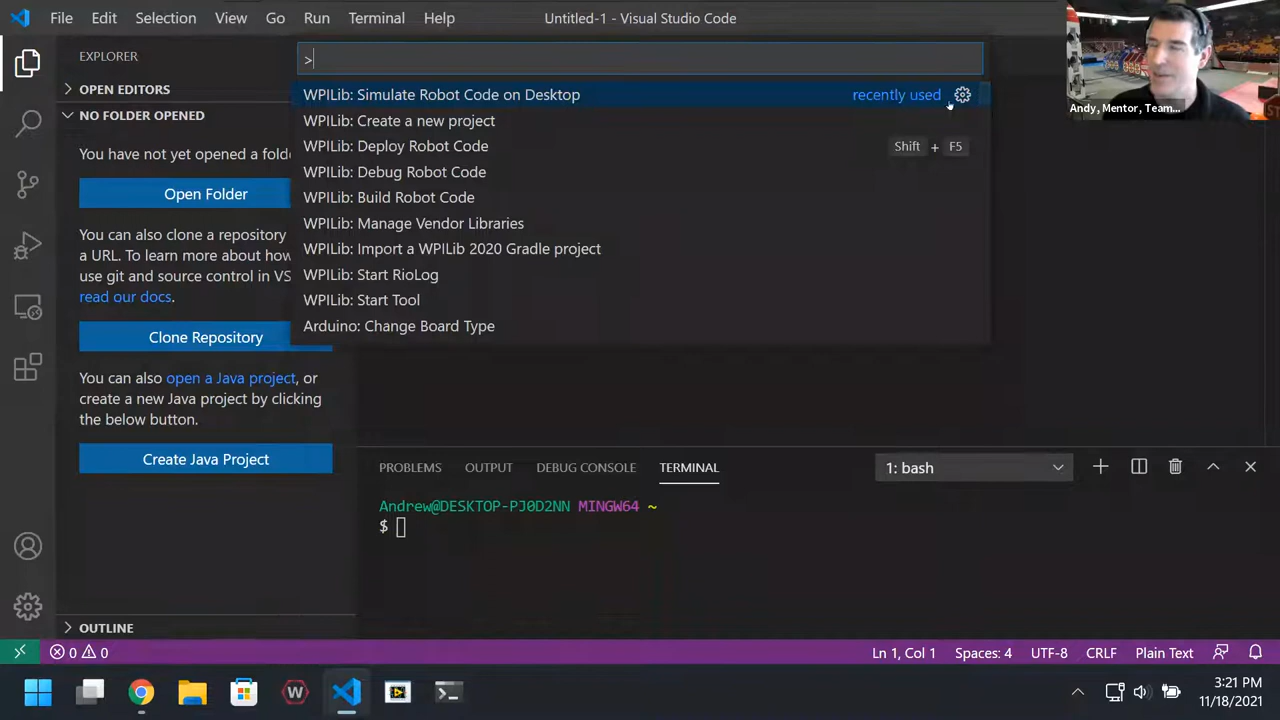 File Edit Selection View Go Run Terminal Help Untitled-1 - Visual Studio Code
Andy, Mentor, Team...
EXPLORER
OPEN EDITORS
NO FOLDER OPENED
You have not yet opened a folde
Open Folder
You can also clone a repository
a URL. To learn more about how
use git and source control in VS
read our docs.
Clone Repository
You can also open a Java project, or
create a new Java project by clicking
the below button.
Create Java Project
OUTLINE
>
WPILib: Simulate Robot Code on Desktop recently used
WPILib: Create a new project
WPILib: Deploy Robot Code Shift + F5
WPILib: Debug Robot Code
WPILib: Build Robot Code
WPILib: Manage Vendor Libraries
WPILib: Import a WPILib 2020 Gradle project
WPILib: Start RioLog
WPILib: Start Tool
Arduino: Change Board Type
PROBLEMS OUTPUT DEBUG CONSOLE TERMINAL 1: bash
Andrew@DESKTOP-PJ0D2NN MINGW64 ~
$
0 0 Ln 1, Col 1 Spaces: 4 UTF-8 CRLF Plain Text
W
3:21 PM
11/18/2021